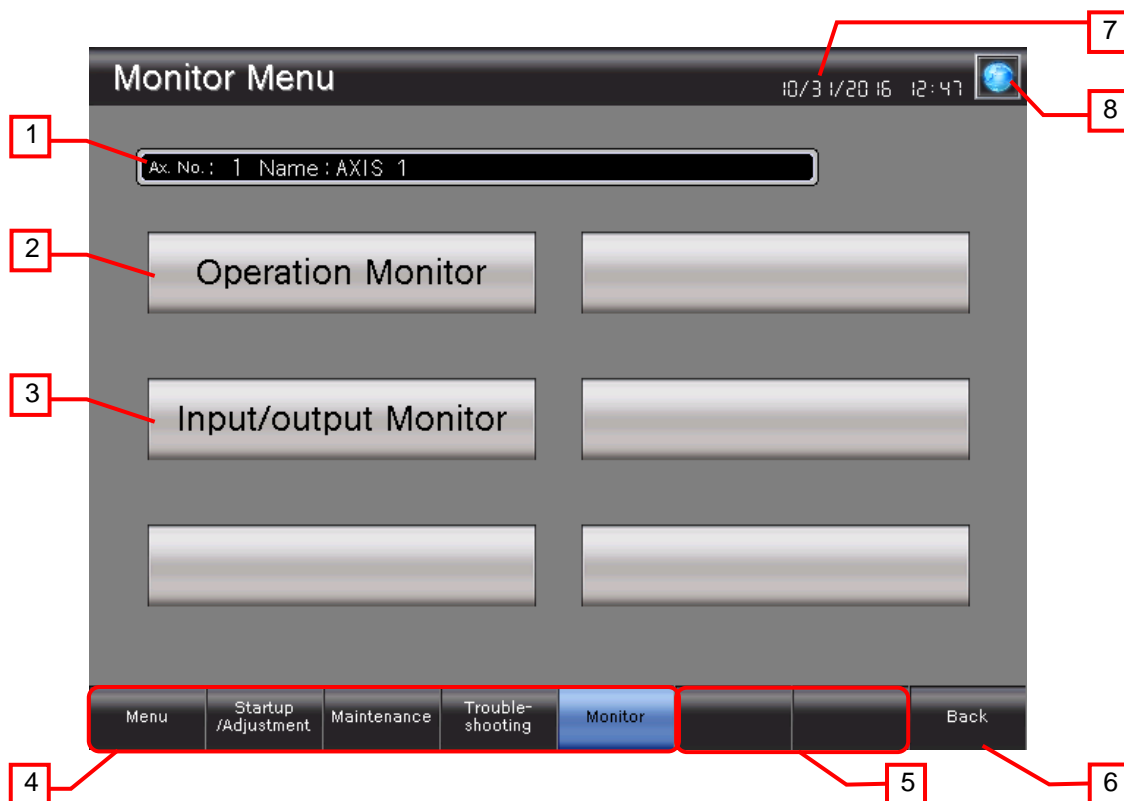 7
Monitor Menu
10/31/2016 12:47
8
1
Ax. No.: 1 Name:AXIS 1
2
Operation Monitor
3
Input/output Monitor
Menu
Startup
/Adjustment
Maintenance
Trouble-
shooting
Monitor
Back
4
5
6